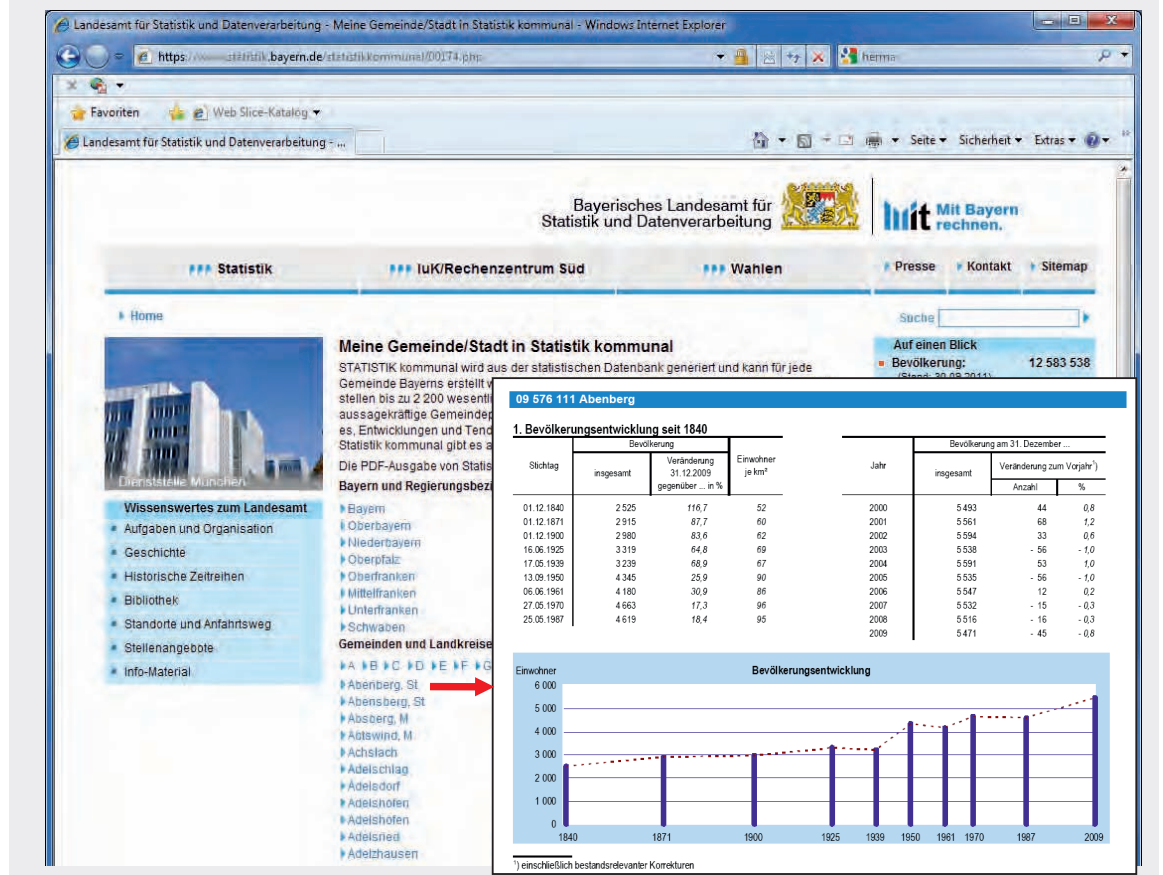 Landesamt für Statistik und Datenverarbeitung - Meine Gemeinde/Stadt in Statistik kommunal - Windows Internet Explorer
https://www.statistik.bayern.de/statistikkommunal/00174.php
herma
Favoriten Web Slice-Katalog
Landesamt für Statistik und Datenverarbeitung - ...
Seite Sicherheit Extras
Bayerisches Landesamt für
Statistik und Datenverarbeitung
mit Mit Bayern
rechnen.
Statistik IuK/Rechenzentrum Süd Wahlen Presse Kontakt Sitemap
Home
Suche
Dienststelle München
Wissenswertes zum Landesamt
Aufgaben und Organisation
Geschichte
Historische Zeitreihen
Bibliothek
Standorte und Anfahrtsweg
Stellenangebote
Info-Material
Meine Gemeinde/Stadt in Statistik kommunal
STATISTIK kommunal wird aus der statistischen Datenbank generiert und kann für jede
Gemeinde Bayerns erstellt
stellen bis zu 2 200
aussagekräftige
es, Entwicklungen und
Statistik kommunal gibt es
Die PDF-Ausgabe von
Bayern und
Bayern
Oberbayern
Niederbayern
Oberpfalz
Oberfranken
Mittelfranken
Unterfranken
Schwaben
Gemeinden und Landkreise
A B C D E F G
Abenberg, St
Abensberg, St
Absberg, M
Abtswind, M
Achslach
Adelschlag
Adelsdorf
Adelshofen
Adelshofen
Adelsried
Adelzhausen
Auf einen Blick
Bevölkerung: 12 583 538
(Stand: 30.09.2011)
09 576 111 Abenberg
1. Bevölkerungsentwicklung seit 1840
Stichtag Bevölkerung Einwohner je km²
insgesamt Veränderung 31.12.2009 gegenüber ... in %
01.12.1840 2 525 116,7 52
01.12.1871 2 915 87,7 60
01.12.1900 2 980 83,6 62
16.06.1925 3 319 64,8 69
17.05.1939 3 239 68,9 67
13.09.1950 4 345 25,9 90
06.06.1961 4 180 30,9 86
27.05.1970 4 663 17,3 96
25.05.1987 4 619 18,4 95
Jahr Bevölkerung am 31. Dezember ...
insgesamt Veränderung zum Vorjahr¹)
Anzahl %
2000 5 493 44 0,8
2001 5 561 68 1,2
2002 5 594 33 0,6
2003 5 538 - 56 - 1,0
2004 5 591 53 1,0
2005 5 535 - 56 - 1,0
2006 5 547 12 0,2
2007 5 532 - 15 - 0,3
2008 5 516 - 16 - 0,3
2009 5 471 - 45 - 0,8
Einwohner Bevölkerungsentwicklung
6 000
5 000
4 000
3 000
2 000
1 000
0
1840 1871 1900 1925 1939 1950 1961 1970 1987 2009
¹) einschließlich bestandsrelevanter Korrekturen